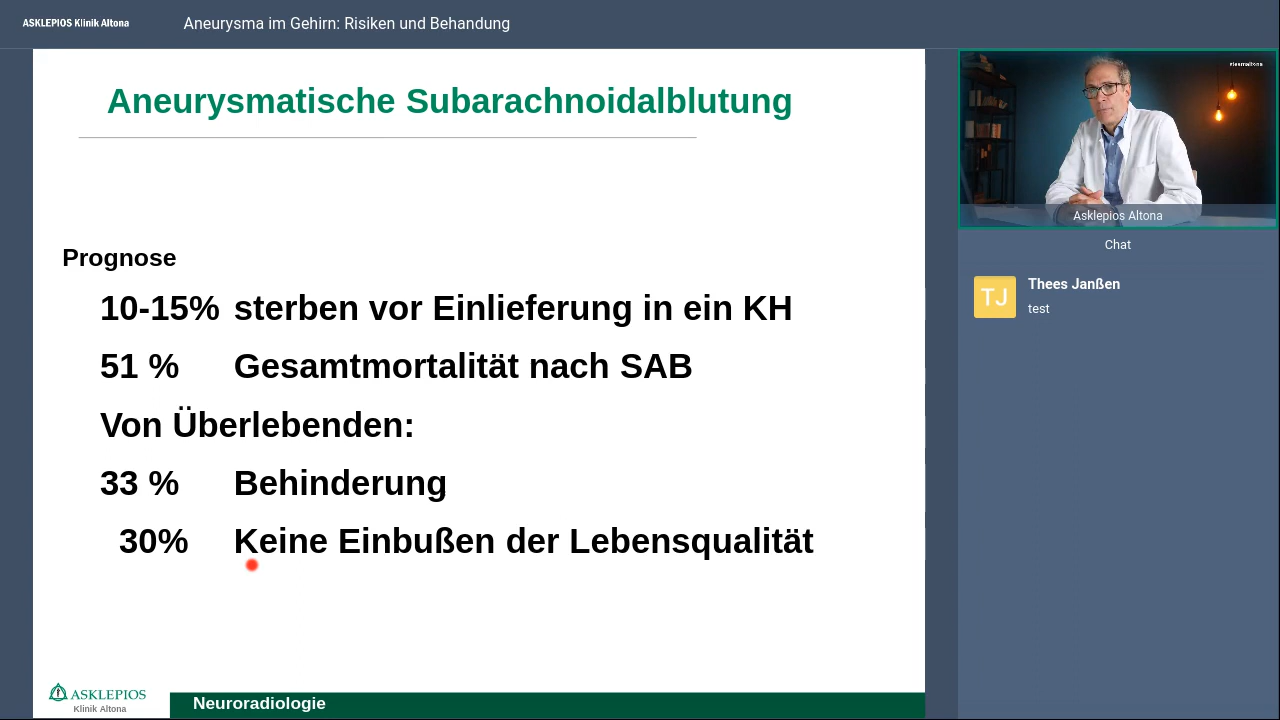 ASKLEPIOS Klinik Altona
Aneurysma im Gehirn: Risiken und Behandung
Aneurysmatische Subarachnoidalblutung
Prognose
10-15% sterben vor Einlieferung in ein KH
51 % Gesamtmortalität nach SAB
Von Überlebenden:
33 % Behinderung
30% Keine Einbußen der Lebensqualität
ASKLEPIOS
Klinik Altona
Neuroradiologie
Asklepios Altona
Chat
TJ
Thees Janßen
test